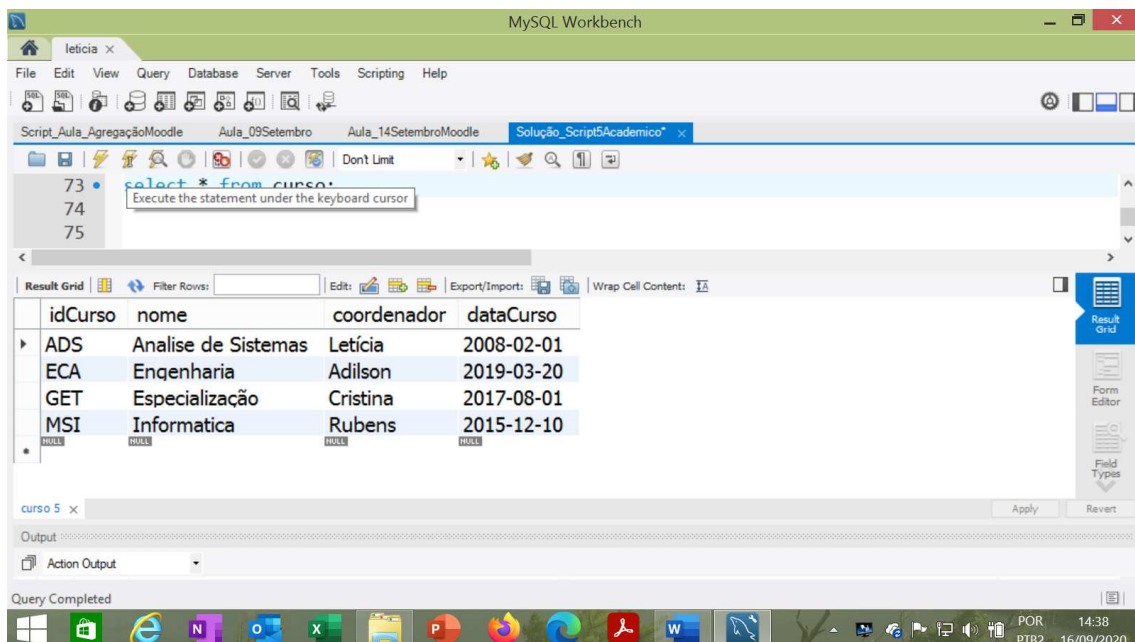 MySQL Workbench
leticia ×
File Edit View Query Database Server Tools Scripting Help
Script_Aula_AgregaçãoMoodle Aula_09Setembro Aula_14SetembroMoodle Solução_Script5Academico* ×
Don't Limit
73 select * from curso;
Execute the statement under the keyboard cursor
74
75
Result Grid Filter Rows: Edit: Export/Import: Wrap Cell Content:
idCurso nome coordenador dataCurso
ADS Analise de Sistemas Letícia 2008-02-01
ECA Engenharia Adilson 2019-03-20
GET Especialização Cristina 2017-08-01
MSI Informatica Rubens 2015-12-10
NULL NULL NULL NULL
Result Grid
Form Editor
Field Types
curso 5 × Apply Revert
Output
Action Output
Query Completed
POR 14:38
PTB2 16/09/2020